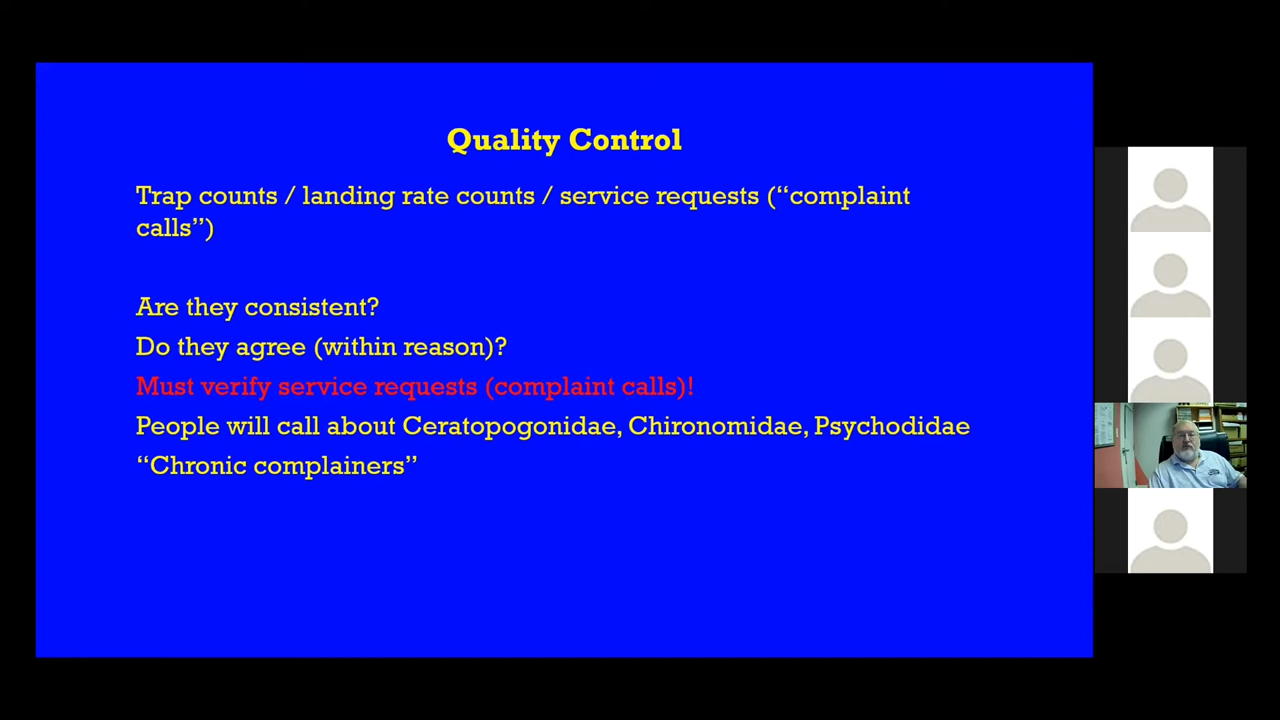 Quality Control
Trap counts / landing rate counts / service requests (“complaint
calls”)
Are they consistent?
Do they agree (within reason)?
Must verify service requests (complaint calls)!
People will call about Ceratopogonidae, Chironomidae, Psychodidae
“Chronic complainers”